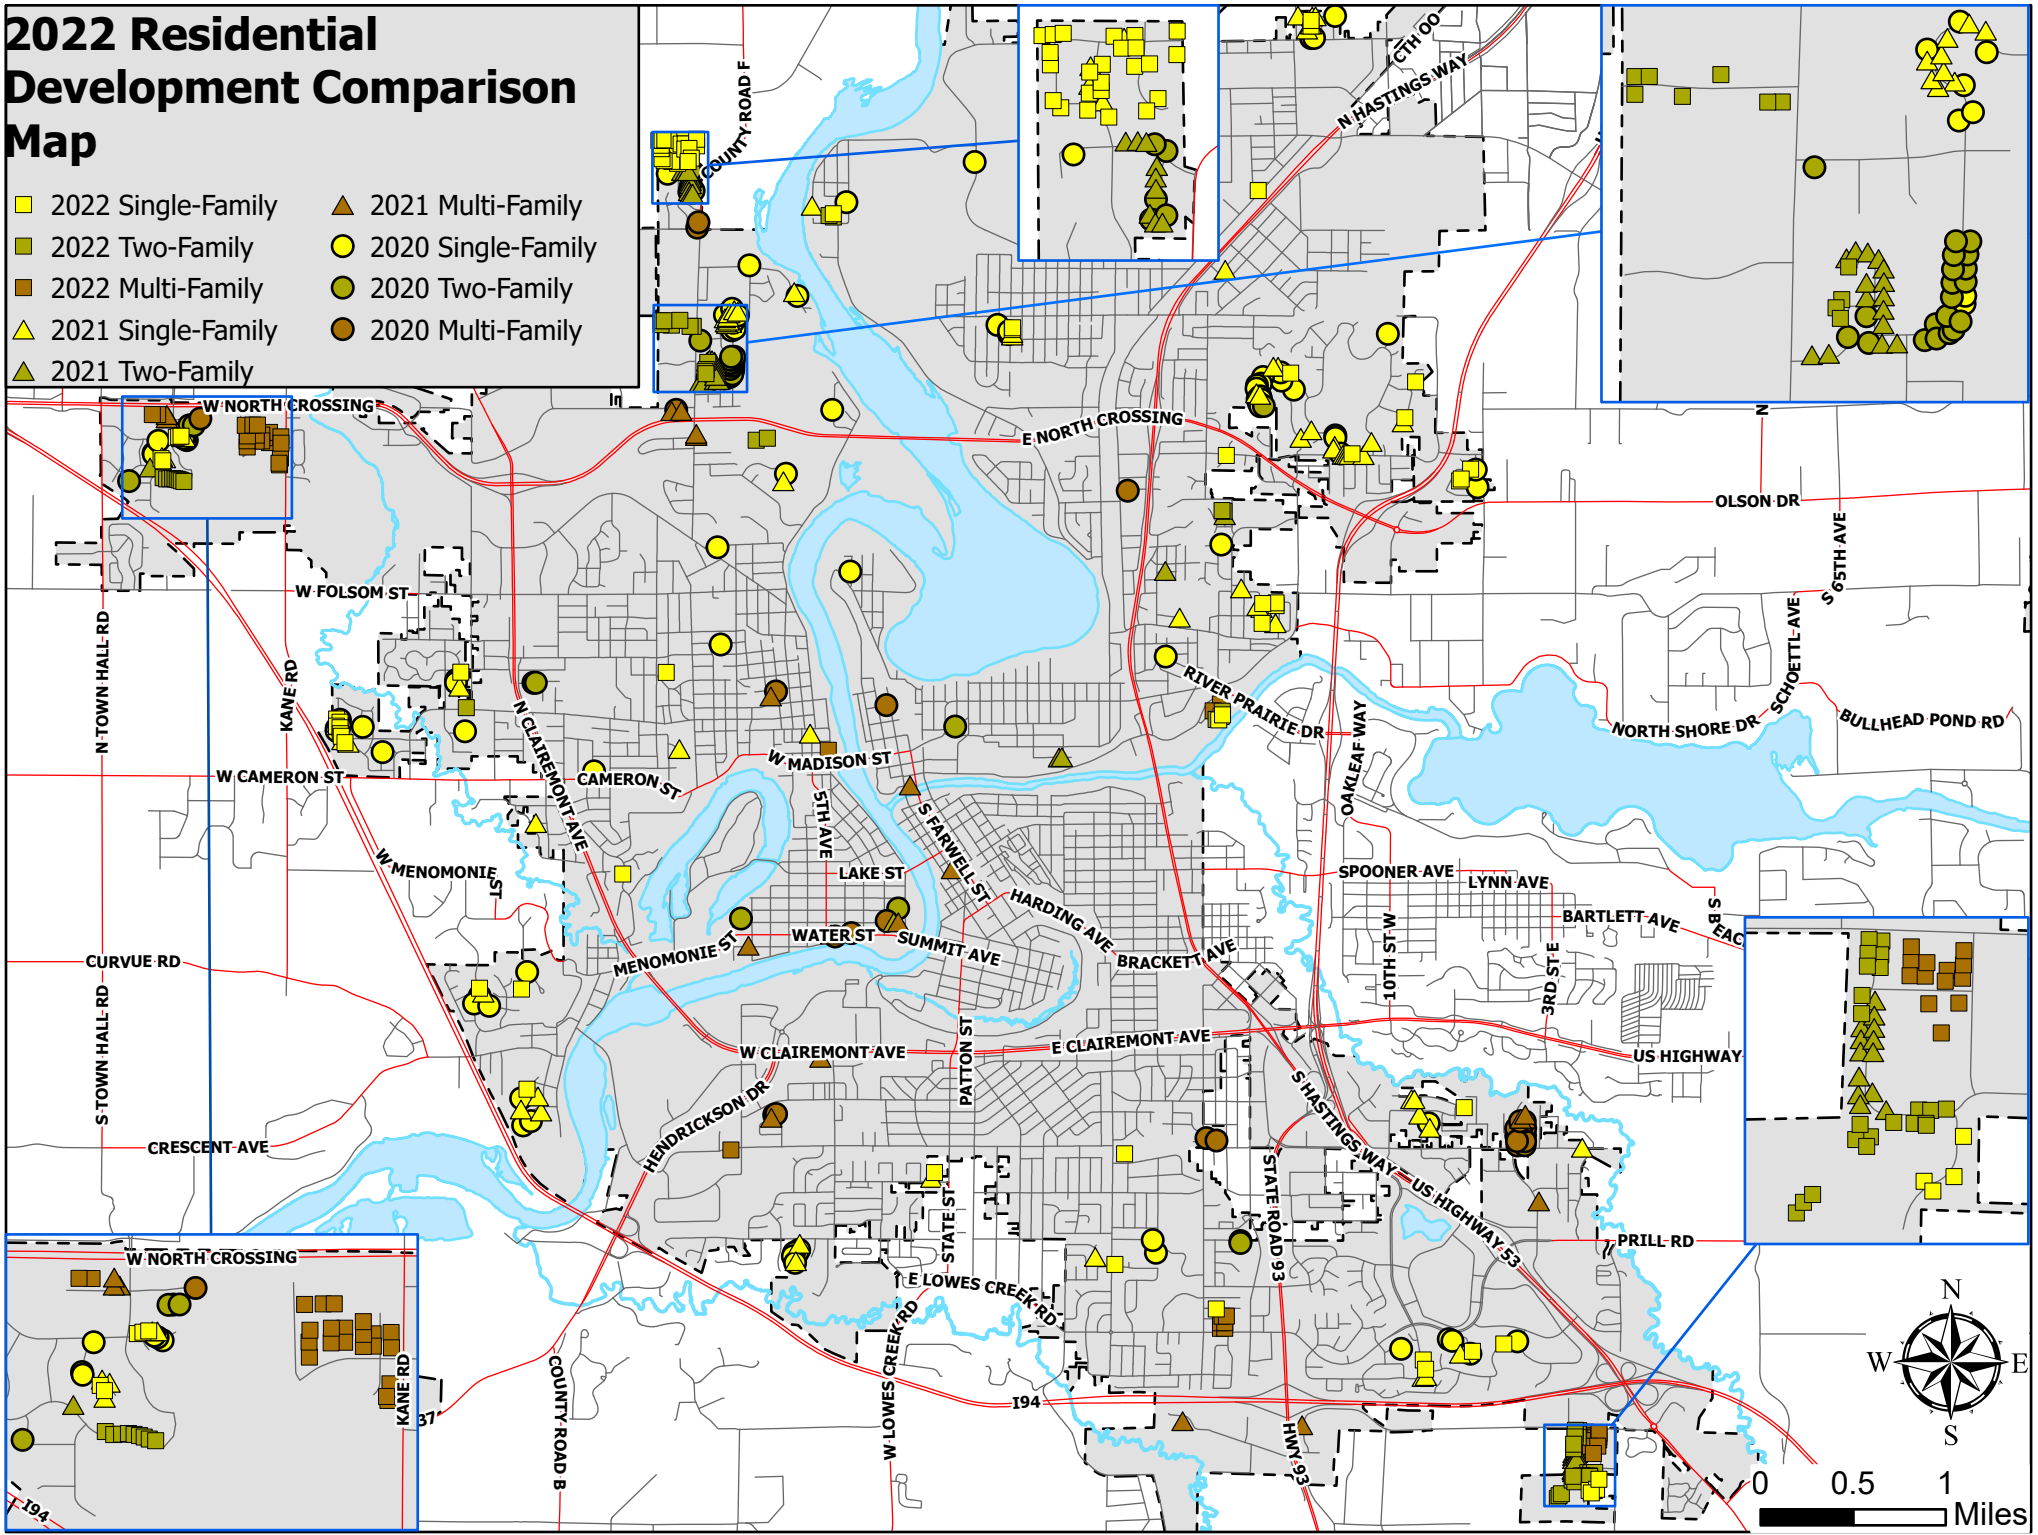 2022 Residential
Development Comparison
Map
2022 Single-Family
2022 Two-Family
2022 Multi-Family
2021 Single-Family
2021 Two-Family
2021 Multi-Family
2020 Single-Family
2020 Two-Family
2020 Multi-Family
COUNTY ROAD F
CTH OO
N HASTINGS WAY
W NORTH CROSSING
E NORTH CROSSING
N
OLSON DR
S 65TH AVE
W FOLSOM ST
N TOWN HALL RD
KANE RD
N CLAIREMONT AVE
RIVER PRAIRIE DR
OAKLEAF WAY
SCHOETTL AVE
NORTH SHORE DR
BULLHEAD POND RD
W CAMERON ST
CAMERON ST
W MADISON ST
5TH AVE
S FARWELL ST
W MENOMONIE ST
LAKE ST
SPOONER AVE
LYNN AVE
HARDING AVE
BARTLETT AVE
10TH ST W
3RD ST E
WATER ST
SUMMIT AVE
MENOMONIE ST
BRACKETT AVE
CURVUE RD
S TOWN HALL RD
W CLAIREMONT AVE
E CLAIREMONT AVE
PATTON ST
US HIGHWAY
HENDRICKSON DR
S HASTINGS WAY
CRESCENT AVE
STATE ST
STATE ROAD 93
US HIGHWAY 53
PRILL RD
W NORTH CROSSING
E LOWES CREEK RD
W LOWES CREEK RD
KANE RD
37
COUNTY ROAD B
I94
HWY 93
I94
N
W
E
S
0
0.5
1
Miles